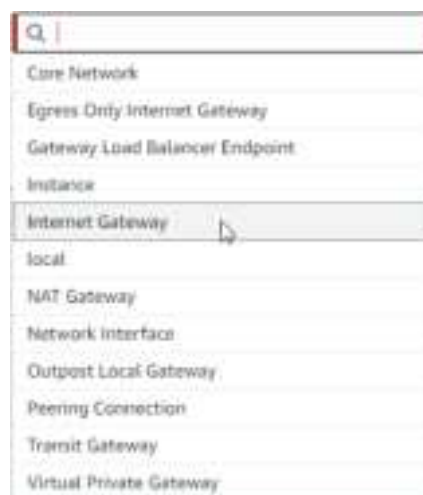 Core Network
Egress Only Internet Gateway
Gateway Load Balancer Endpoint
Instance
Internet Gateway
local
NAT Gateway
Network Interface
Outpost Local Gateway
Peering Connection
Transit Gateway
Virtual Private Gateway